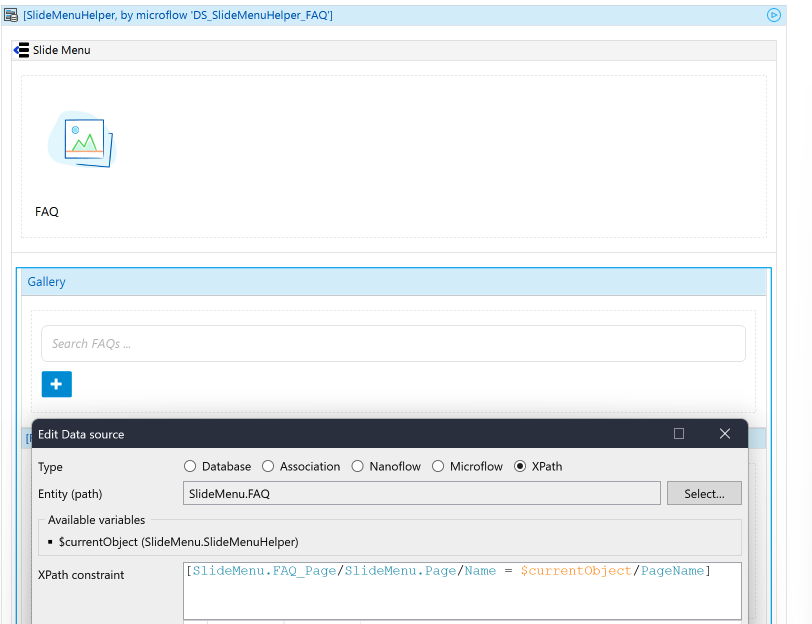 [SlideMenuHelper, by microflow 'DS_SlideMenuHelper_FAQ']
Slide Menu
FAQ
Gallery
Search FAQs ...
Edit Data source
Type Database Association Nanoflow Microflow XPath
Entity (path) SlideMenu.FAQ Select...
Available variables
$currentObject (SlideMenu.SlideMenuHelper)
XPath constraint [SlideMenu.FAQ_Page/SlideMenu.Page/Name = $currentObject/PageName]